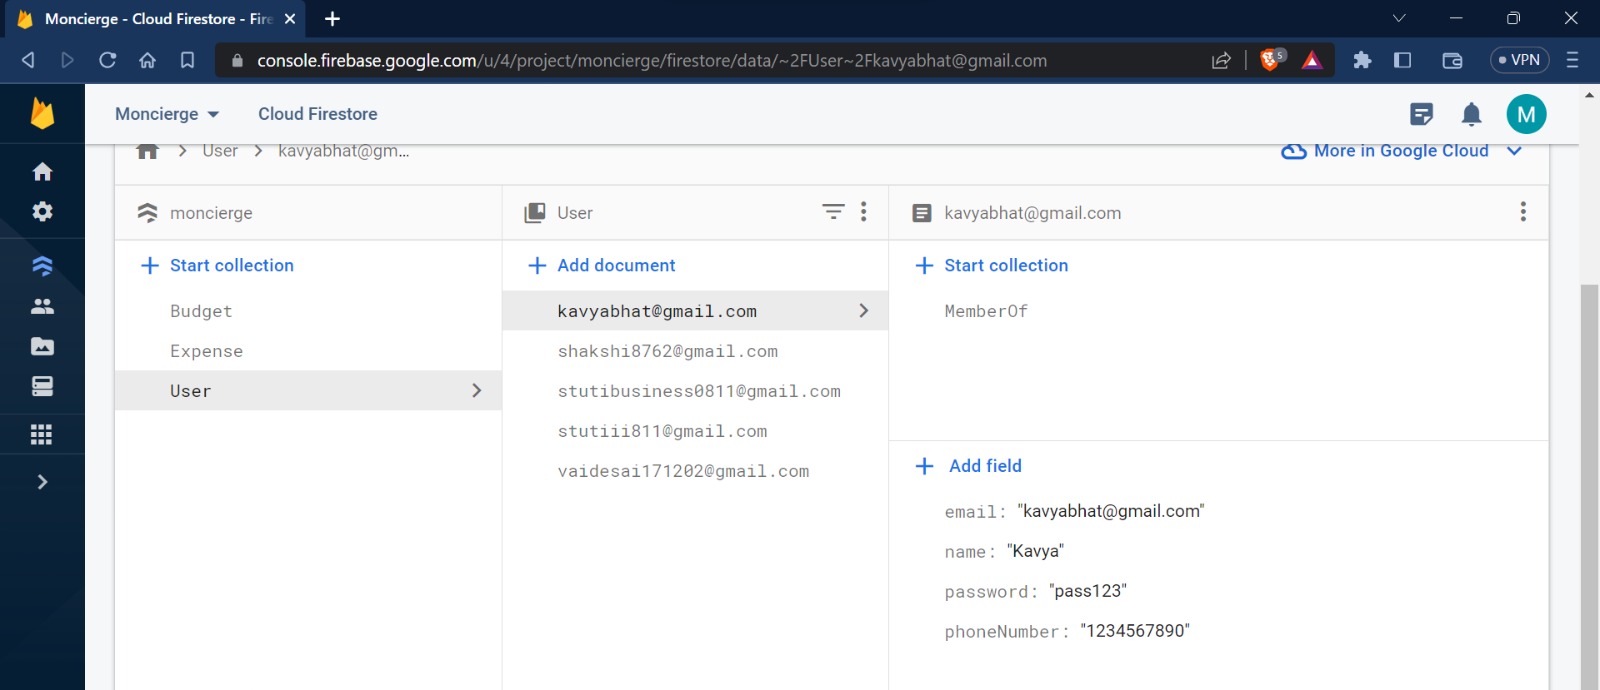 Moncierge - Cloud Firestore - Fire
console.firebase.google.com/u/4/project/moncierge/firestore/data/~2FUser~2Fkavyabhat@gmail.com
5
VPN
Moncierge
Cloud Firestore
M
User
kavyabhat@gm...
More in Google Cloud
moncierge
User
kavyabhat@gmail.com
Start collection
Add document
Start collection
Budget
kavyabhat@gmail.com
MemberOf
Expense
shakshi8762@gmail.com
User
stutibusiness0811@gmail.com
stutiii811@gmail.com
vaidesai171202@gmail.com
Add field
email: "kavyabhat@gmail.com"
name: "Kavya"
password: "pass123"
phoneNumber: "1234567890"